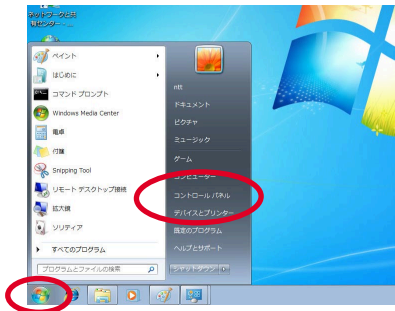 ネットワークと共
有センター -...
ペイント
はじめに
コマンド プロンプト
Windows Media Center
電卓
付箋
Snipping Tool
リモート デスクトップ接続
拡大鏡
ソリティア
すべてのプログラム
プログラムとファイルの検索
ntt
ドキュメント
ピクチャ
ミュージック
ゲーム
コンピューター
コントロール パネル
デバイスとプリンター
既定のプログラム
ヘルプとサポート
シャットダウン